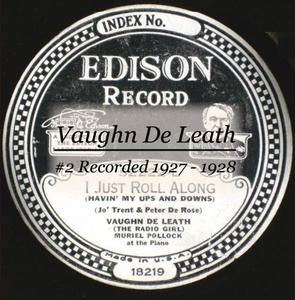 INDEX No.
EDISON
RECORD
Vaughn De Leath
#2 Recorded 1927 - 1928
I JUST ROLL ALONG
(HAVIN' MY UPS AND DOWNS)
(Jo' Trent & Peter De Rose)
VAUGHN DE LEATH
(THE RADIO GIRL)
MURIEL POLLOCK
at the Piano
Made in U.S.A.
18219